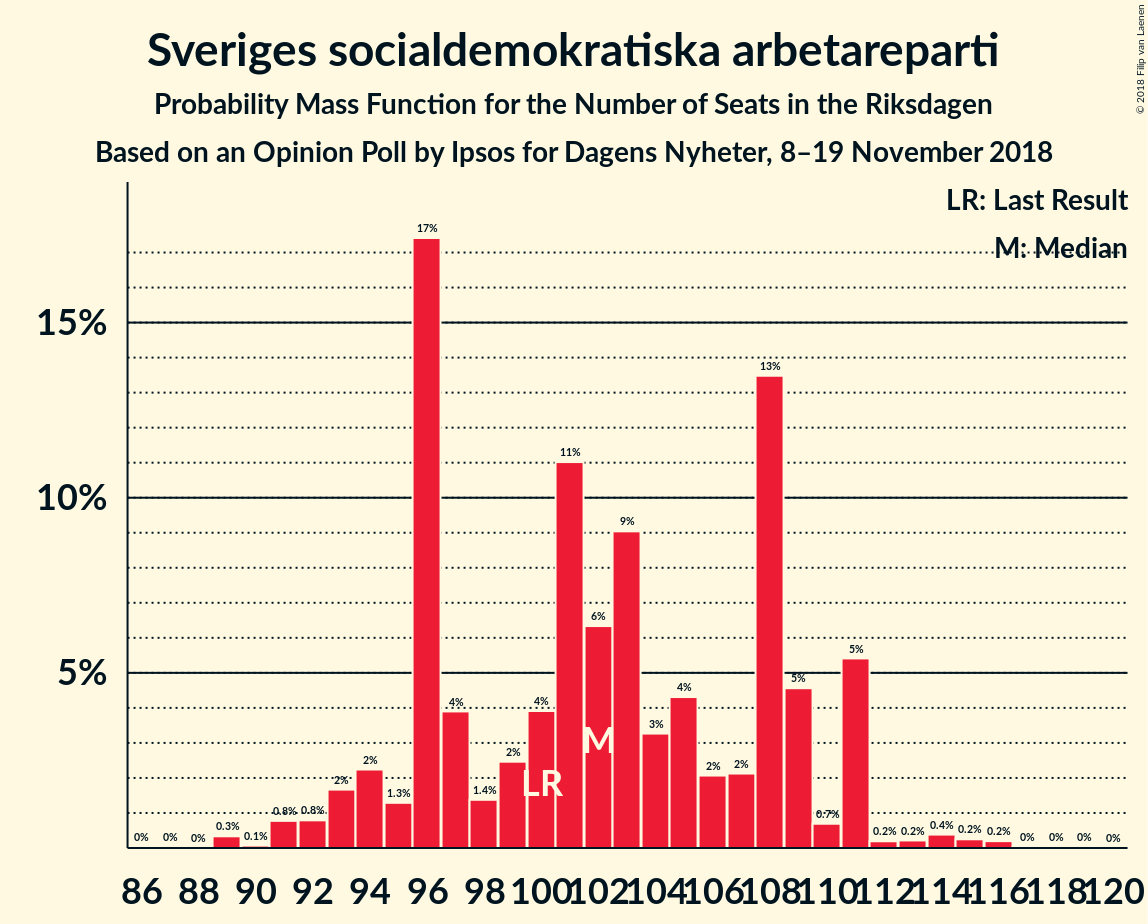 Sveriges socialdemokratiska arbetareparti
Probability Mass Function for the Number of Seats in the Riksdagen
Based on an Opinion Poll by Ipsos for Dagens Nyheter, 8–19 November 2018
© 2018 Filip van Laenen
LR: Last Result
M: Median
15%
10%
5%
0% 0% 0% 0.3% 0.1% 0.8% 0.8% 2% 2% 1.3% 17% 4% 1.4% 2% 4% 11% 6% 9% 3% 4% 2% 2% 13% 5% 0.7% 5% 0.2% 0.2% 0.4% 0.2% 0.2% 0% 0% 0% 0%
M
LR
86 88 90 92 94 96 98 100 102 104 106 108 110 112 114 116 118 120